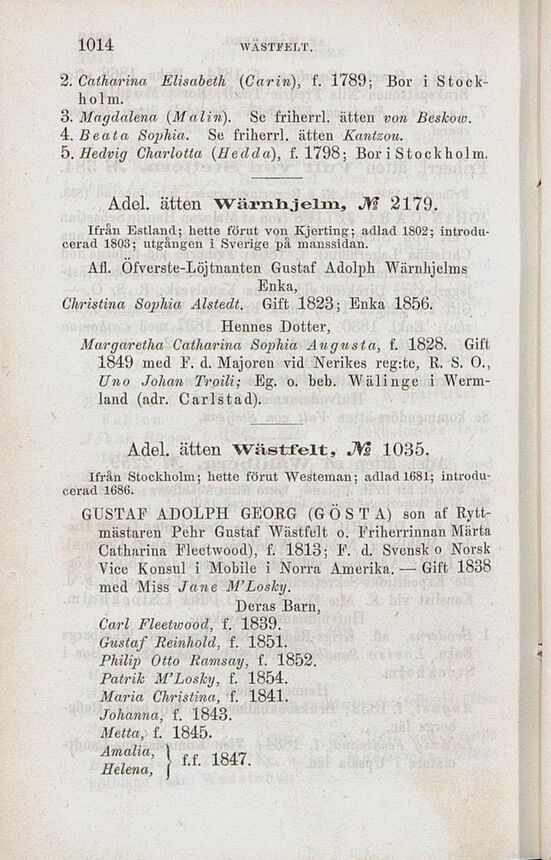 1014 WÄSTFELT.
2. Catharina Elisabeth (Carin), f. 1789; Bor i Stock-
holm.
3. Magdalena (Malin). Se friherrl. ätten von Beskow.
4. Beata Sophia. Se friherrl. ätten Kantzou.
5. Hedvig Charlotta (Hedda), f. 1798; Bor i Stockholm.
Adel. ätten Wärnhjelm, № 2179.
Ifrån Estland; hette förut von Kjerting; adlad 1802; introdu-
cerad 1803; utgången i Sverige på manssidan.
Afl. Öfverste-Löjtnanten Gustaf Adolph Wärnhjelms
Enka,
Christina Sophia Alstedt. Gift 1823; Enka 1856.
Hennes Dotter,
Margaretha Catharina Sophia Augusta, f. 1828. Gift
1849 med F. d. Majoren vid Nerikes reg:te, R. S. O.,
Uno Johan Troili; Eg. o. beb. Wälinge i Werm-
land (adr. Carlstad).
Adel. ätten Wästfelt, № 1035.
Ifrån Stockholm; hette förut Westeman; adlad 1681; introdu-
cerad 1686.
GUSTAF ADOLPH GEORG (GÖSTA) son af Rytt-
mästaren Pehr Gustaf Wästfelt o. Friherrinnan Märta
Catharina Fleetwood), f. 1813; F. d. Svensk o Norsk
Vice Konsul i Mobile i Norra Amerika. — Gift 1838
med Miss Jane M'Losky.
Deras Barn,
Carl Fleetwood, f. 1839.
Gustaf Reinhold, f. 1851.
Philip Otto Ramsay, f. 1852.
Patrik M'Losky, f. 1854.
Maria Christina, f. 1841.
Johanna, f. 1843.
Metta, f. 1845.
Amalia, } f.f. 1847.
Helena,